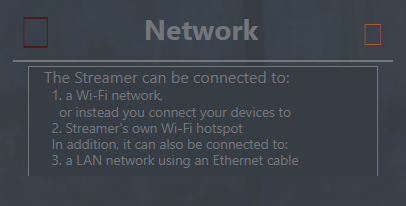 Network
The Streamer can be connected to:
1. a Wi-Fi network,
or instead you connect your devices to
2. Streamer's own Wi-Fi hotspot
In addition, it can also be connected to:
3. a LAN network using an Ethernet cable